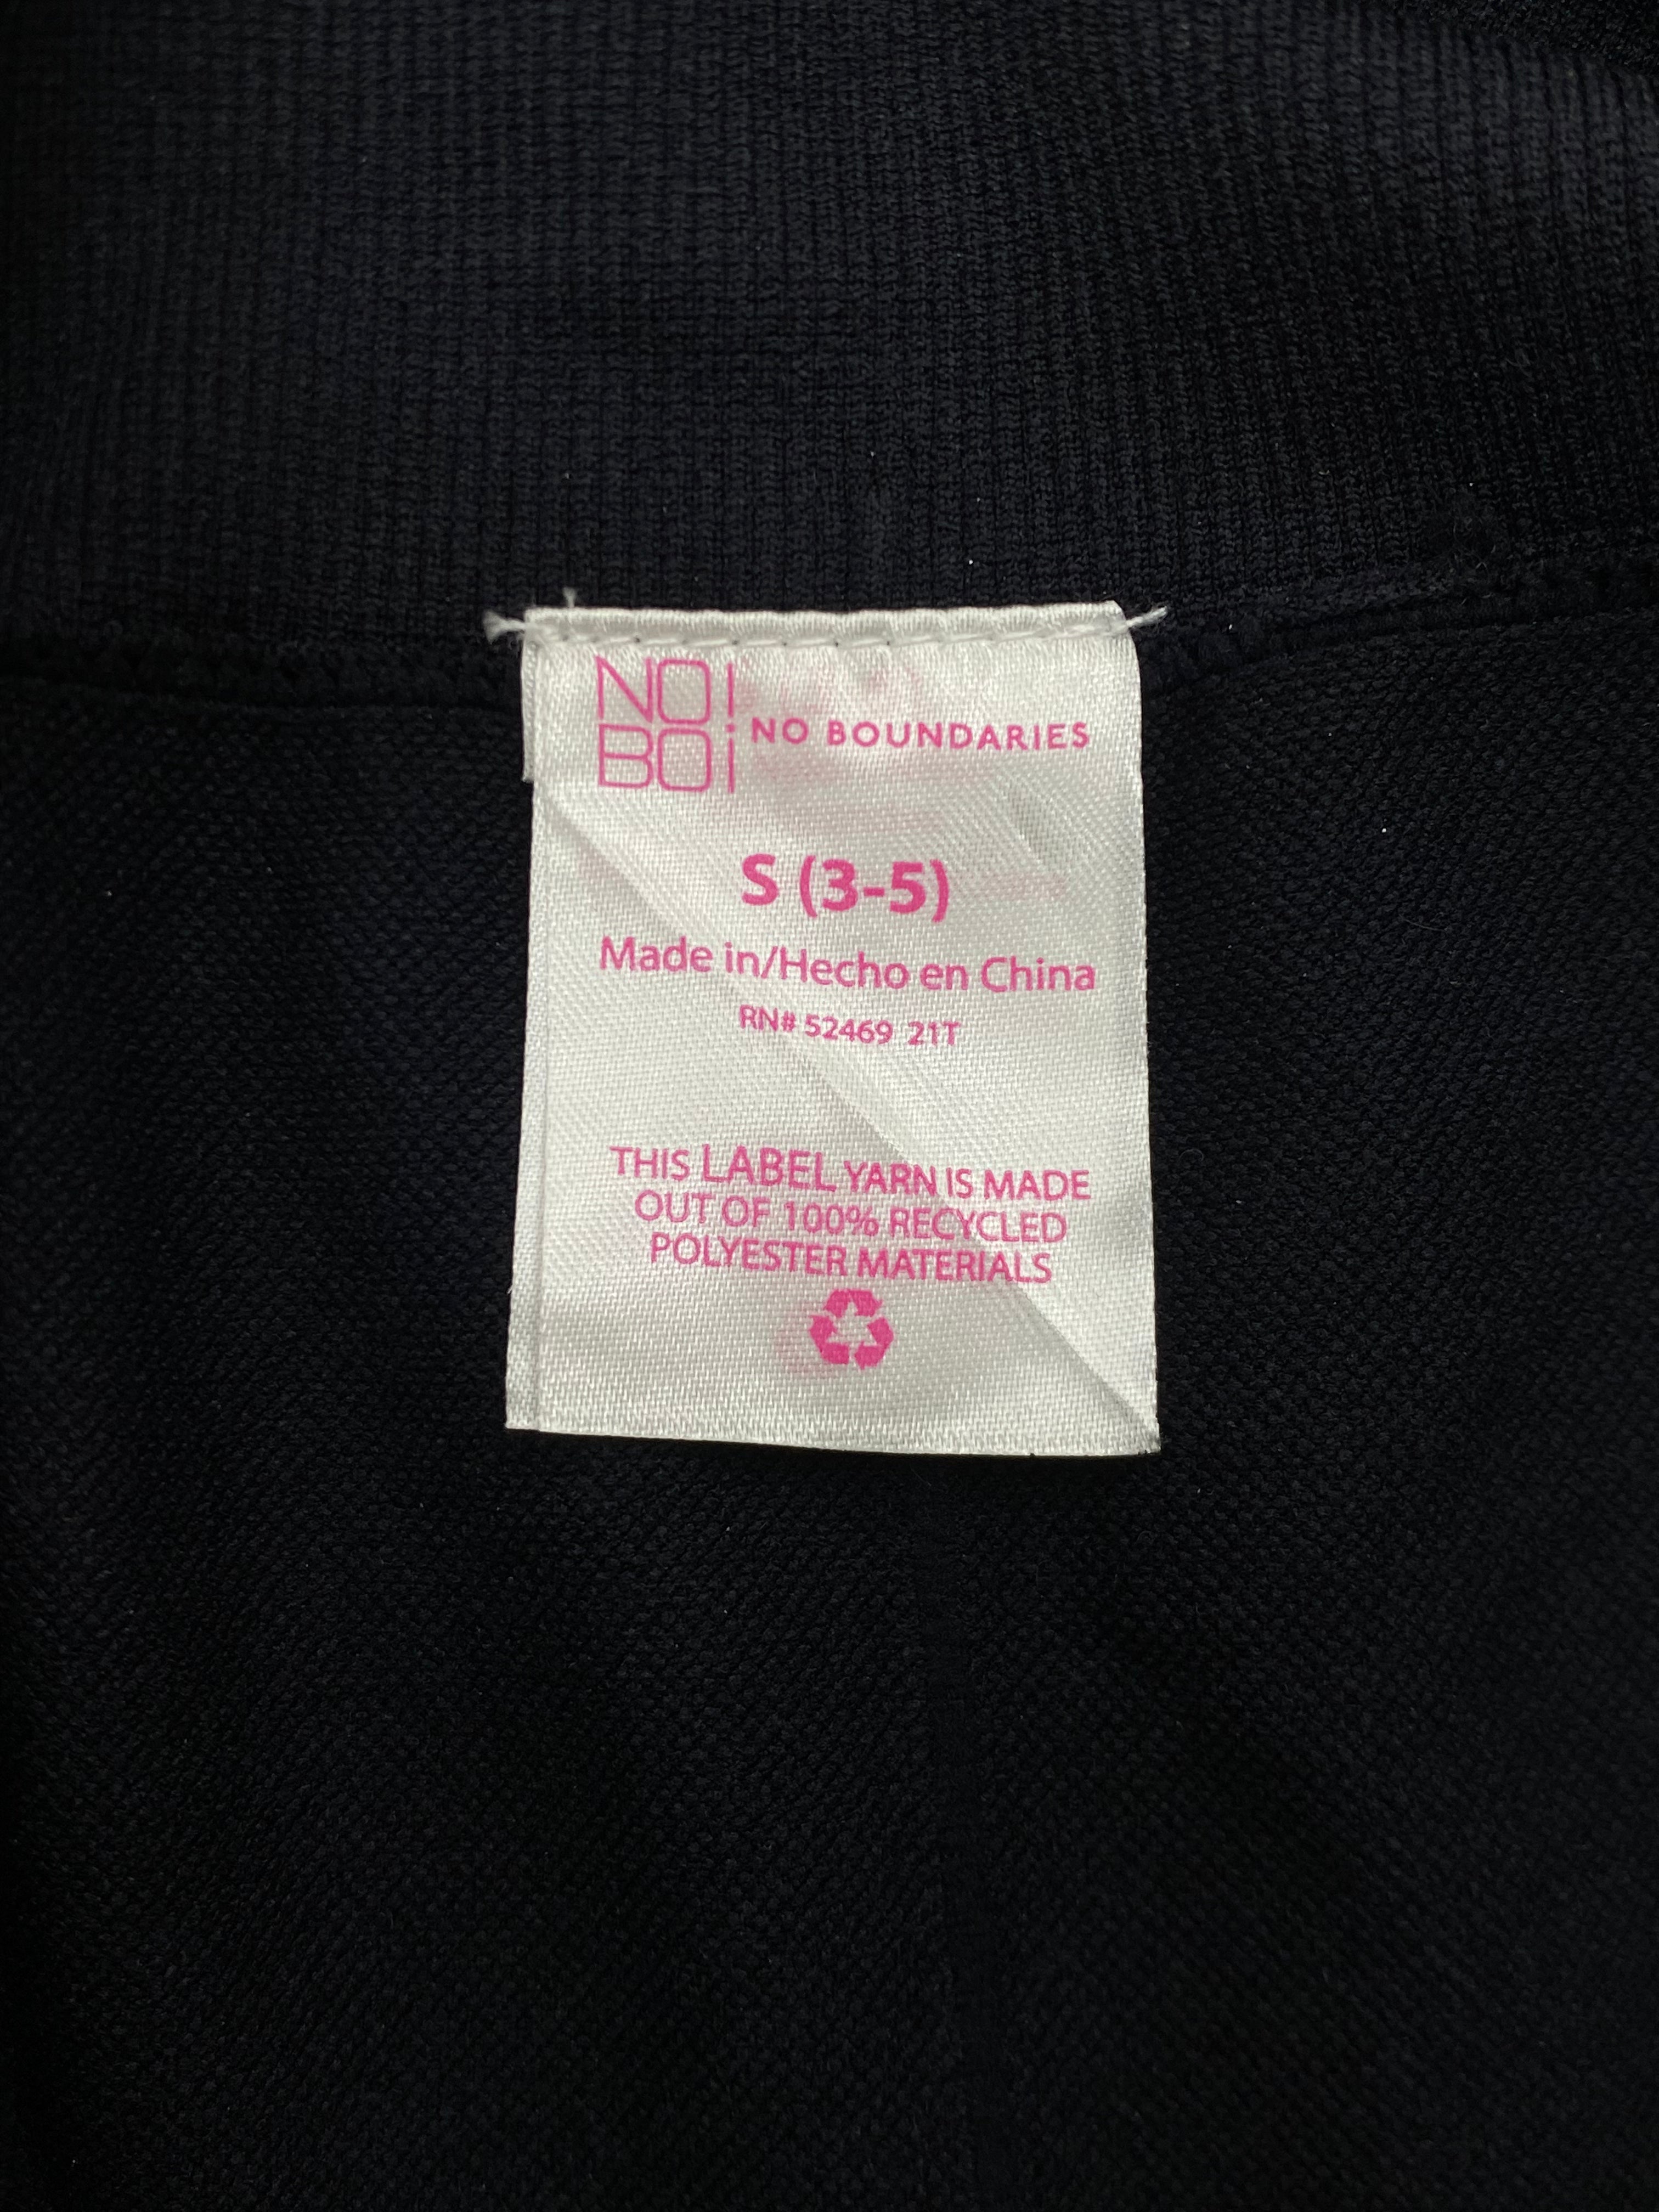 NO!
BO¡
NO BOUNDARIES
S (3-5)
Made in/Hecho en China
RN# 52469 21T
THIS LABEL YARN IS MADE
OUT OF 100% RECYCLED
POLYESTER MATERIALS